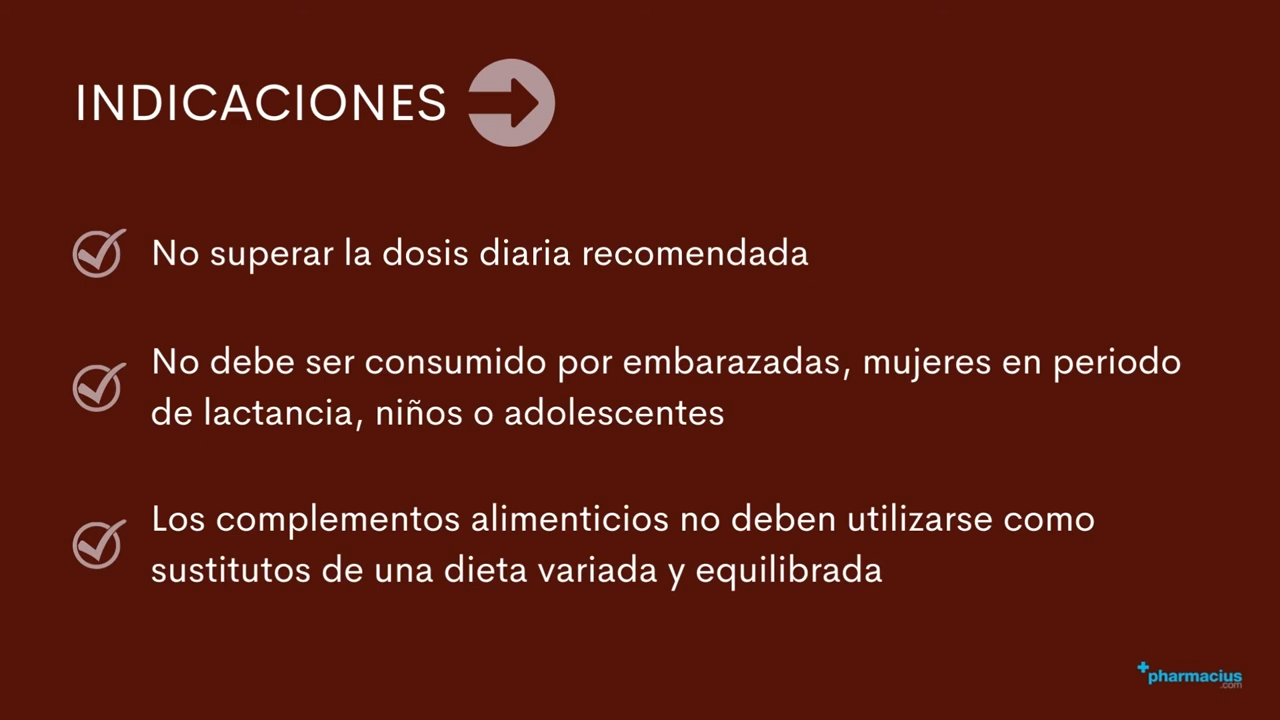 INDICACIONES
No superar la dosis diaria recomendada
No debe ser consumido por embarazadas, mujeres en periodo
de lactancia, niños o adolescentes
Los complementos alimenticios no deben utilizarse como
sustitutos de una dieta variada y equilibrada
pharmacius
.com